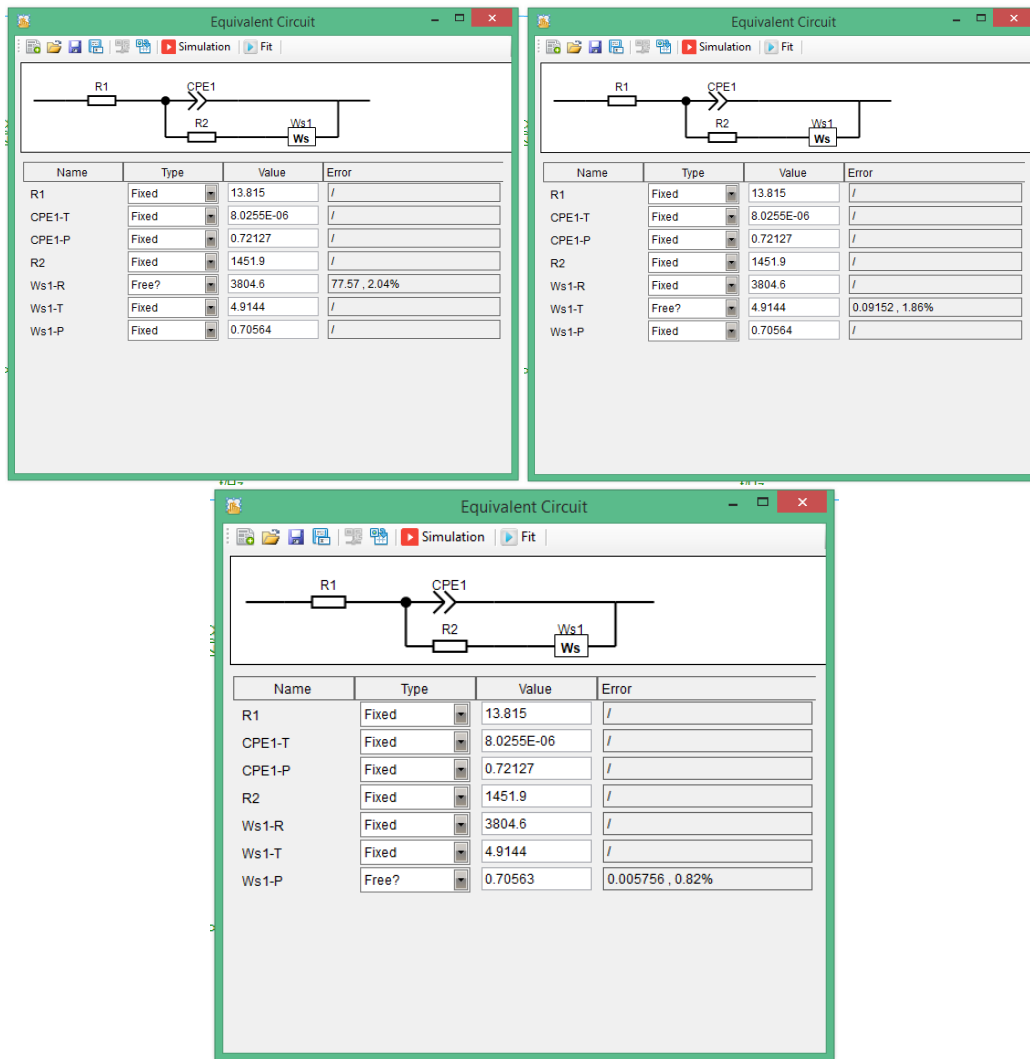 Equivalent Circuit
Simulation Fit
R1 CPE1
R2 Ws1
Ws
Name Type Value Error
R1 Fixed 13.815 /
CPE1-T Fixed 8.0255E-06 /
CPE1-P Fixed 0.72127 /
R2 Fixed 1451.9 /
Ws1-R Free? 3804.6 77.57 , 2.04%
Ws1-T Fixed 4.9144 /
Ws1-P Fixed 0.70564 /
Equivalent Circuit
Simulation Fit
R1 CPE1
R2 Ws1
Ws
Name Type Value Error
R1 Fixed 13.815 /
CPE1-T Fixed 8.0255E-06 /
CPE1-P Fixed 0.72127 /
R2 Fixed 1451.9 /
Ws1-R Fixed 3804.6 /
Ws1-T Free? 4.9144 0.09152 , 1.86%
Ws1-P Fixed 0.70564 /
Equivalent Circuit
Simulation Fit
R1 CPE1
R2 Ws1
Ws
Name Type Value Error
R1 Fixed 13.815 /
CPE1-T Fixed 8.0255E-06 /
CPE1-P Fixed 0.72127 /
R2 Fixed 1451.9 /
Ws1-R Fixed 3804.6 /
Ws1-T Fixed 4.9144 /
Ws1-P Free? 0.70563 0.005756 , 0.82%